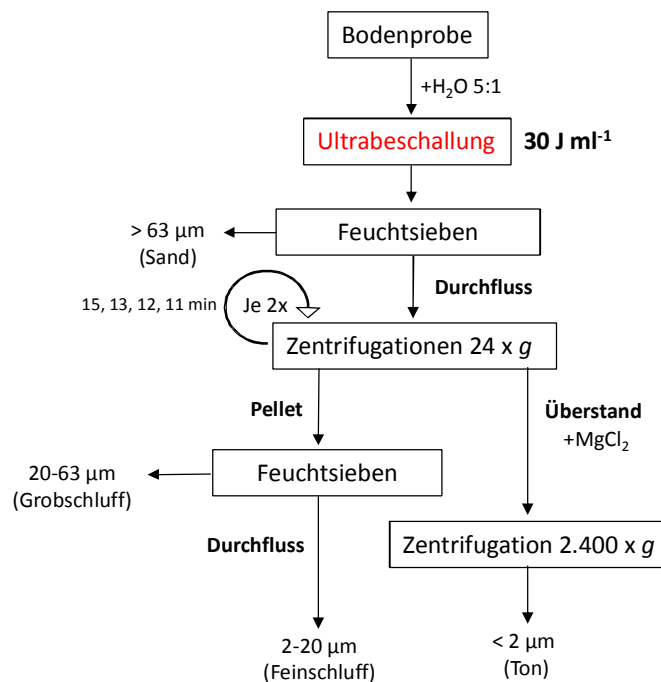 Bodenprobe
+H₂O 5:1
Ultrabeschallung 30 J ml⁻¹
Feuchtsieben
> 63 µm
(Sand)
Durchfluss
15, 13, 12, 11 min
Je 2x
Zentrifugationen 24 x g
Pellet
Überstand
+MgCl₂
Feuchtsieben
20-63 µm
(Grobschluff)
Durchfluss
Zentrifugation 2.400 x g
2-20 µm
(Feinschluff)
< 2 µm
(Ton)